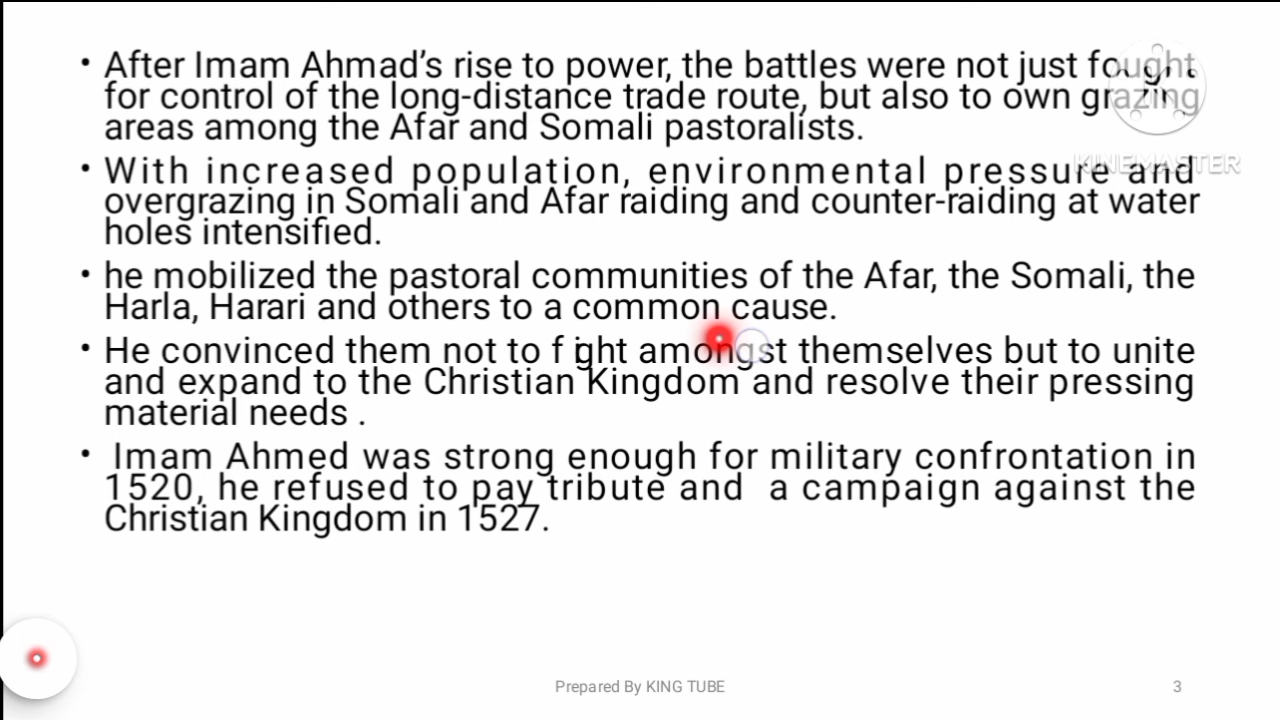 • After Imam Ahmad’s rise to power, the battles were not just fought
for control of the long-distance trade route, but also to own grazing
areas among the Afar and Somali pastoralists.
KINEMASTER
• With increased population, environmental pressure and
overgrazing in Somali and Afar raiding and counter-raiding at water
holes intensified.
• he mobilized the pastoral communities of the Afar, the Somali, the
Harla, Harari and others to a common cause.
• He convinced them not to f ight amongst themselves but to unite
and expand to the Christian Kingdom and resolve their pressing
material needs .
• Imam Ahmed was strong enough for military confrontation in
1520, he refused to pay tribute and a campaign against the
Christian Kingdom in 1527.
Prepared By KING TUBE
3